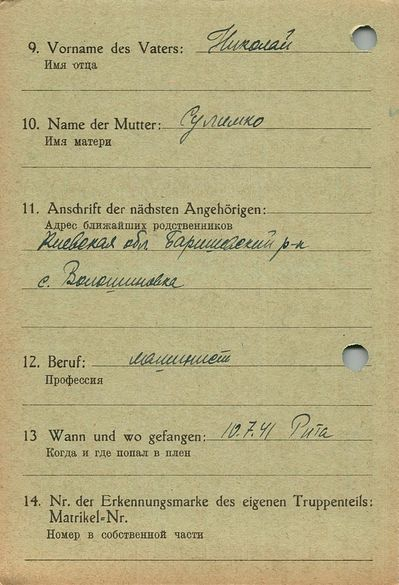 9. Vorname des Vaters: Николай
Имя отца
10. Name der Mutter: Сулимко
Имя матери
11. Anschrift der nächsten Angehörigen:
Адрес ближайших родственников
Киевская обл. Баришевский р-н
с. Волошиновка
12. Beruf: машинист
Профессия
13 Wann und wo gefangen: 10.7.41 Рита
Когда и где попал в плен
14. Nr. der Erkennungsmarke des eigenen Truppenteils:
Matrikel-Nr.
Номер в собственной части